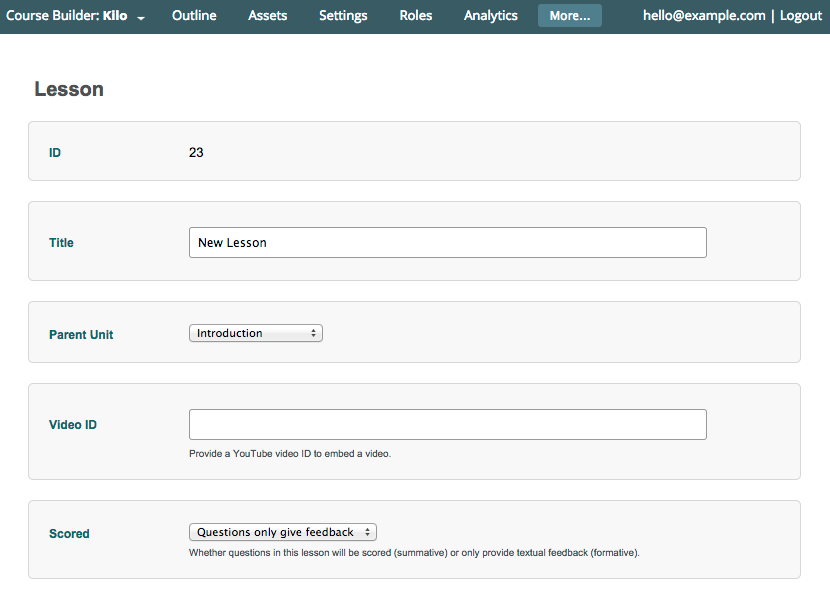 Course Builder: Kilo Outline Assets Settings Roles Analytics More... hello@example.com | Logout
Lesson
ID 23
Title New Lesson
Parent Unit Introduction
Video ID
Provide a YouTube video ID to embed a video.
Scored Questions only give feedback
Whether questions in this lesson will be scored (summative) or only provide textual feedback (formative).